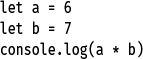 let a = 6
let b = 7
console.log(a * b)